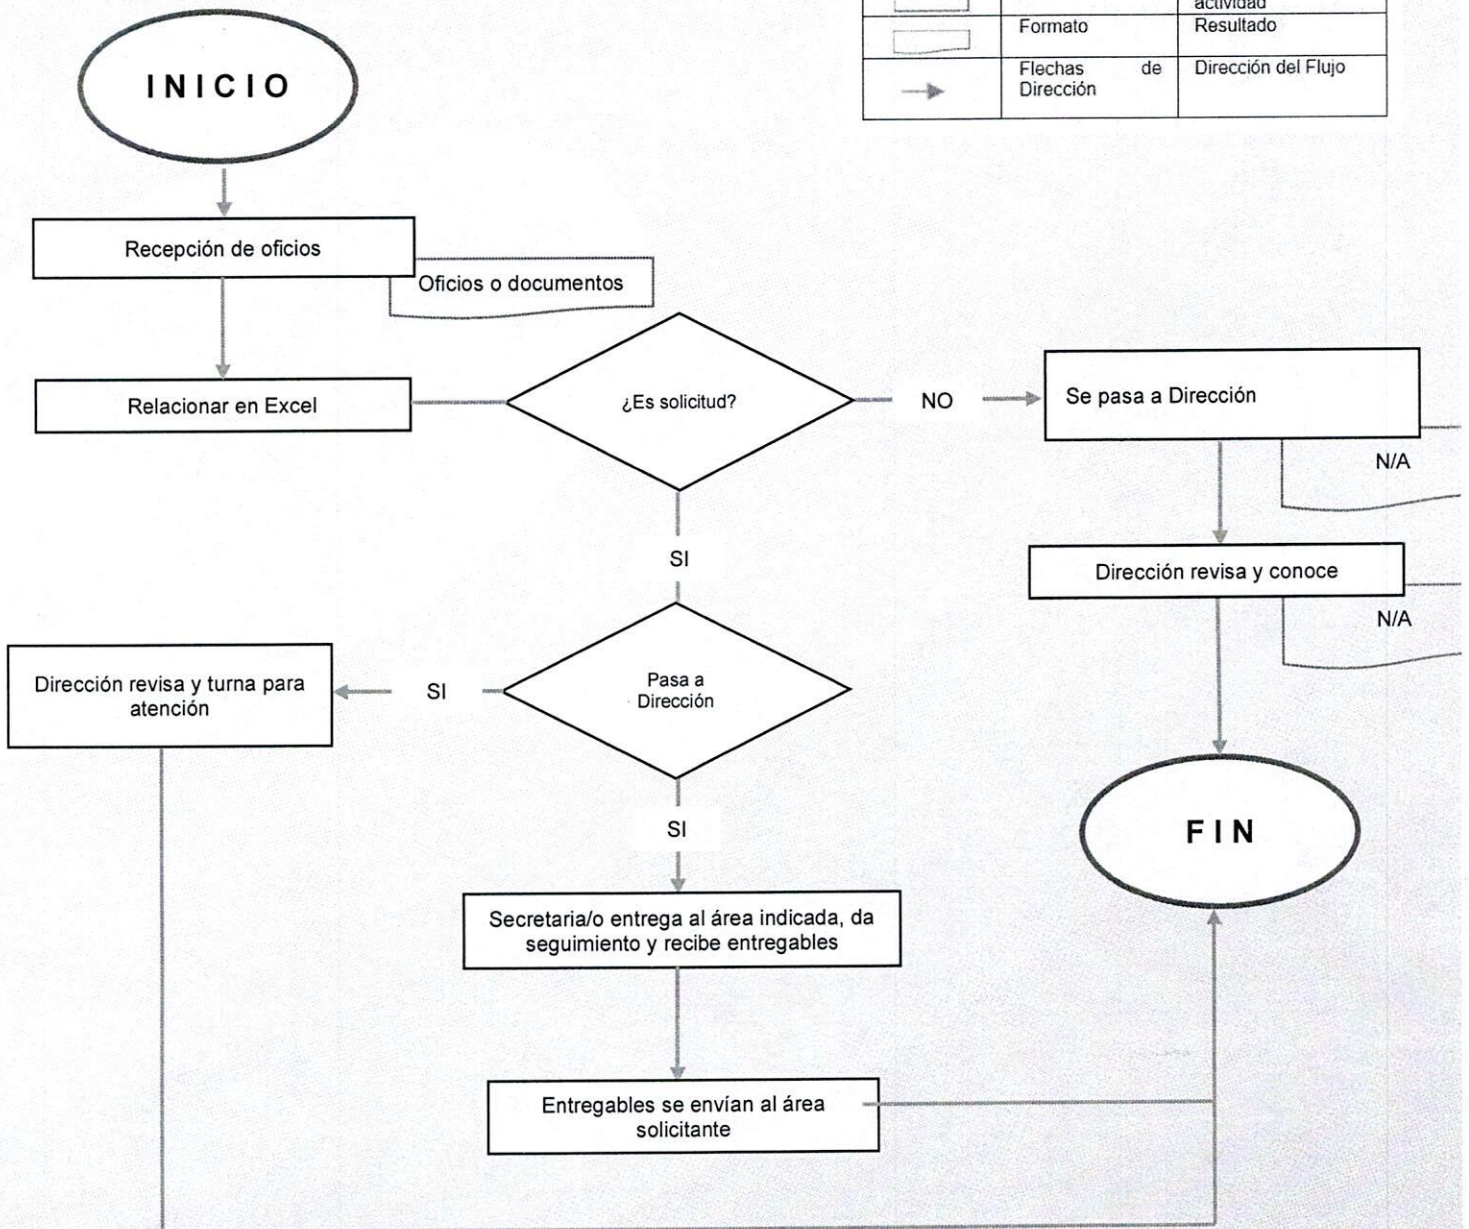 actividad
Formato
Resultado
Flechas de
Dirección
Dirección del Flujo
I N I C I O
Recepción de oficios
Oficios o documentos
Relacionar en Excel
¿Es solicitud?
NO
Se pasa a Dirección
N/A
SI
Dirección revisa y conoce
N/A
Dirección revisa y turna para
atención
SI
Pasa a
Dirección
SI
F I N
Secretaria/o entrega al área indicada, da
seguimiento y recibe entregables
Entregables se envían al área
solicitante